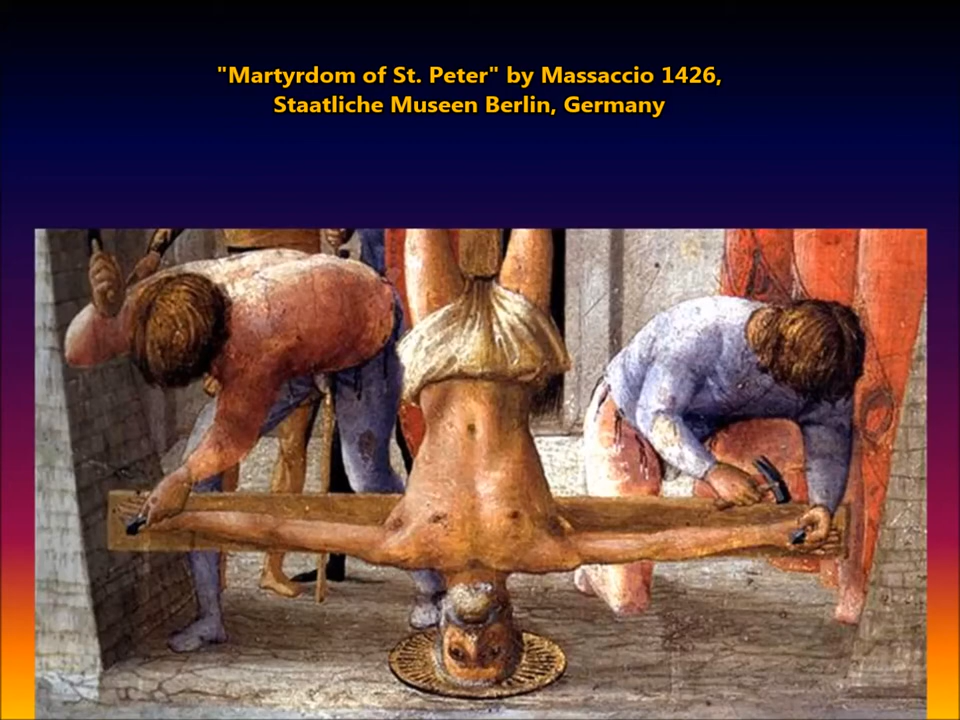 "Martyrdom of St. Peter" by Massaccio 1426,
Staatliche Museen Berlin, Germany